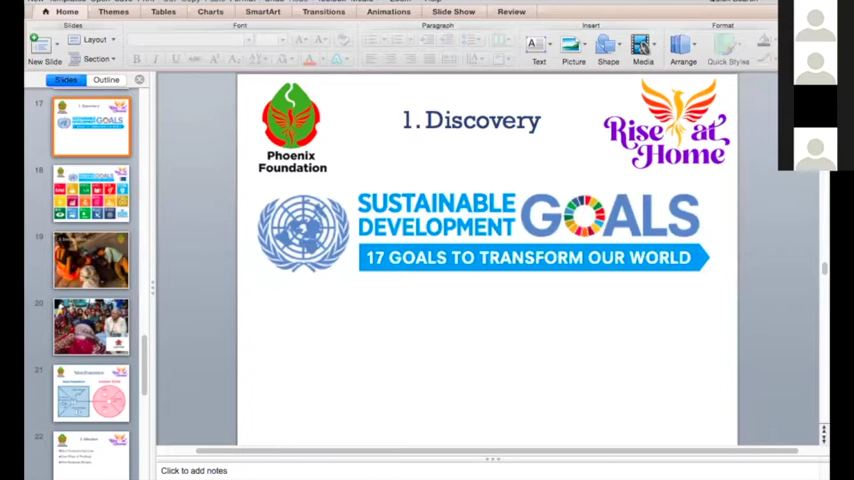 Home
Themes
Tables
Charts
SmartArt
Transitions
Animations
Slide Show
Review
Slides
Font
Paragraph
Insert
Format
New Slide
Layout
Section
Text
Picture
Shape
Media
Arrange
Quick Styles
Slides
Outline
17
18
19
20
21
22
1. Discovery
Phoenix
Foundation
Rise at
Home
SUSTAINABLE
DEVELOPMENT
GOALS
17 GOALS TO TRANSFORM OUR WORLD
Click to add notes